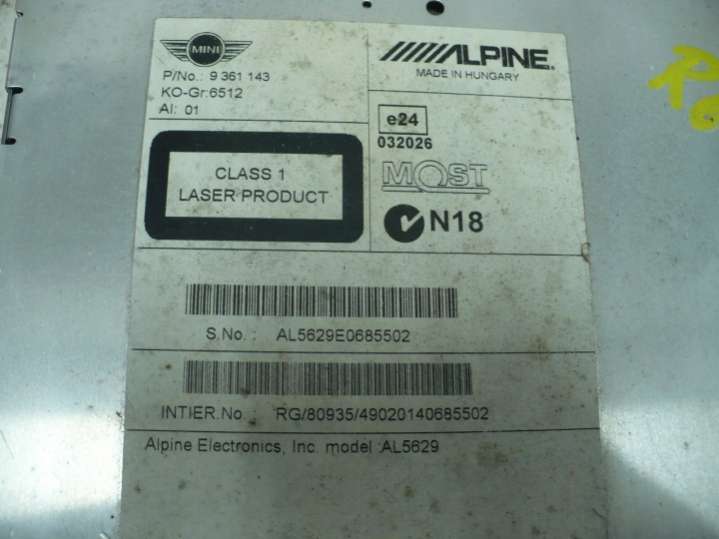 MINI
P/No.: 9 361 143
KO-Gr:6512
AI: 01
ALPINE.
MADE IN HUNGARY
CLASS 1
LASER PRODUCT
e24
032026
MOST
N18
S.No.: AL5629E0685502
INTIER.No.: RG/80935/49020140685502
Alpine Electronics, Inc. model :AL5629